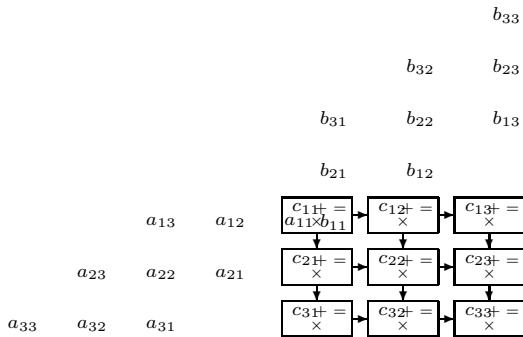 b₃₃
b₃₂ b₂₃
b₃₁ b₂₂ b₁₃
b₂₁ b₁₂
c₁₁+ = c₁₂+ = c₁₃+ =
a₁₃ a₁₂ a₁₁ × b₁₁ × ×
c₂₁+ = c₂₂+ = c₂₃+ =
a₂₃ a₂₂ a₂₁ × × ×
c₃₁+ = c₃₂+ = c₃₃+ =
a₃₃ a₃₂ a₃₁ × × ×